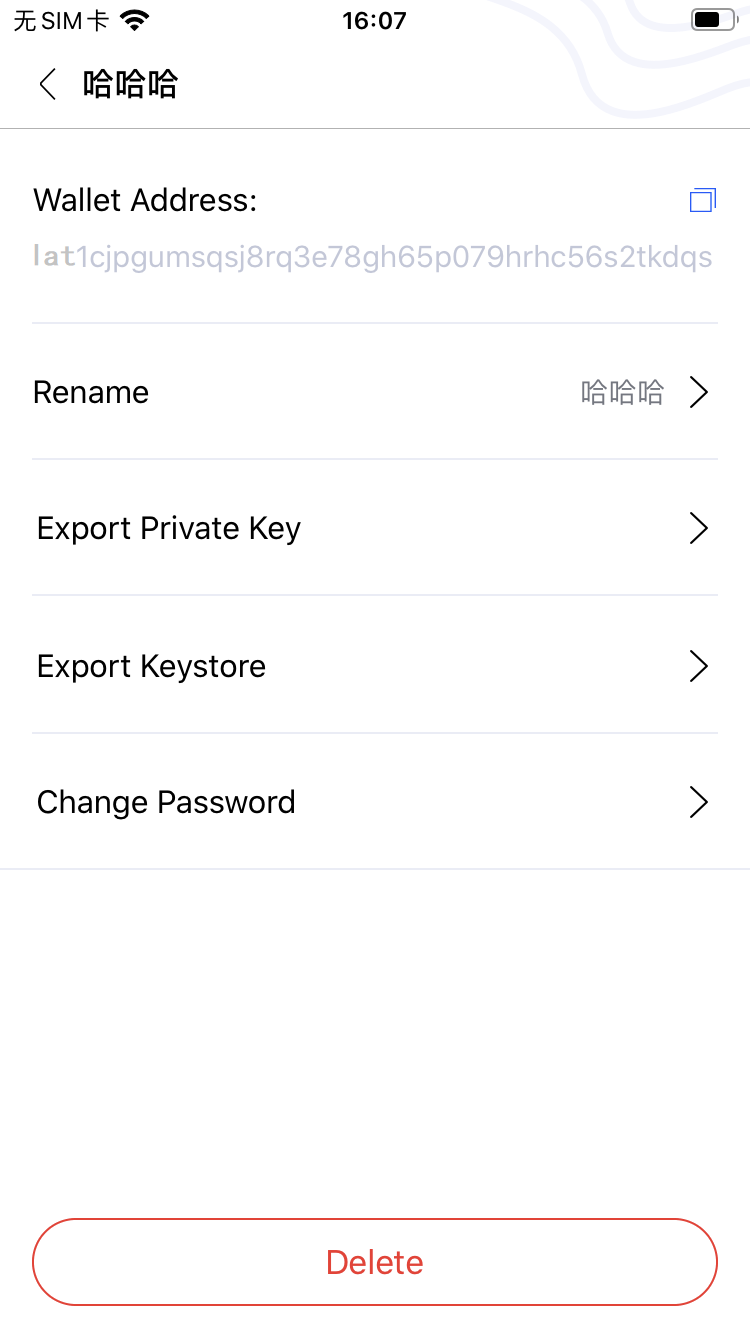 无SIM卡
16:07
哈哈哈
Wallet Address:
lat1cjpgumsqsj8rq3e78gh65p079hrhc56s2tkdqs
Rename 哈哈哈
Export Private Key
Export Keystore
Change Password
Delete